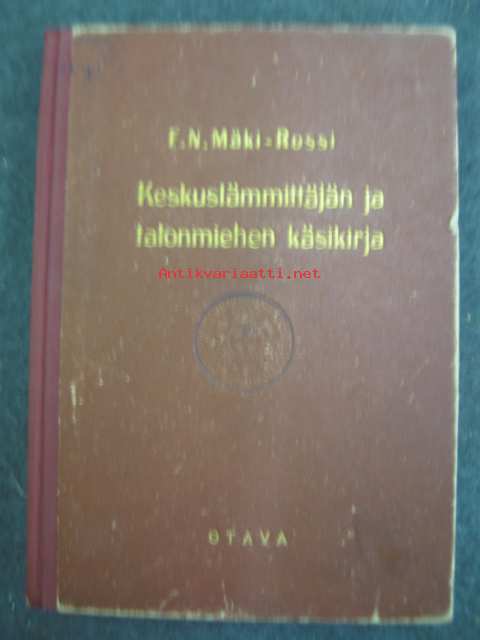 F. N. Mäki-Rossi
Keskuslämmittäjän ja
talonmiehen käsikirja
Antikvariaatti.net
OTAVA